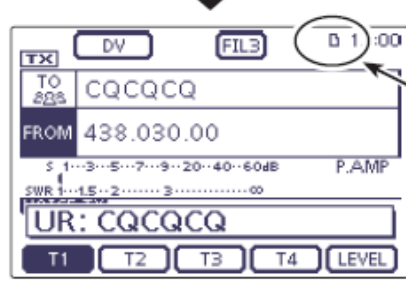 DV FIL3 1 :00
TX
TO CQCQCQ
FROM 438.030.00
S 1··3··5··7··9··20··40··60dB P.AMP
SWR 1··1.5··2······3············∞
UR: CQCQCQ
T1 T2 T3 T4 LEVEL